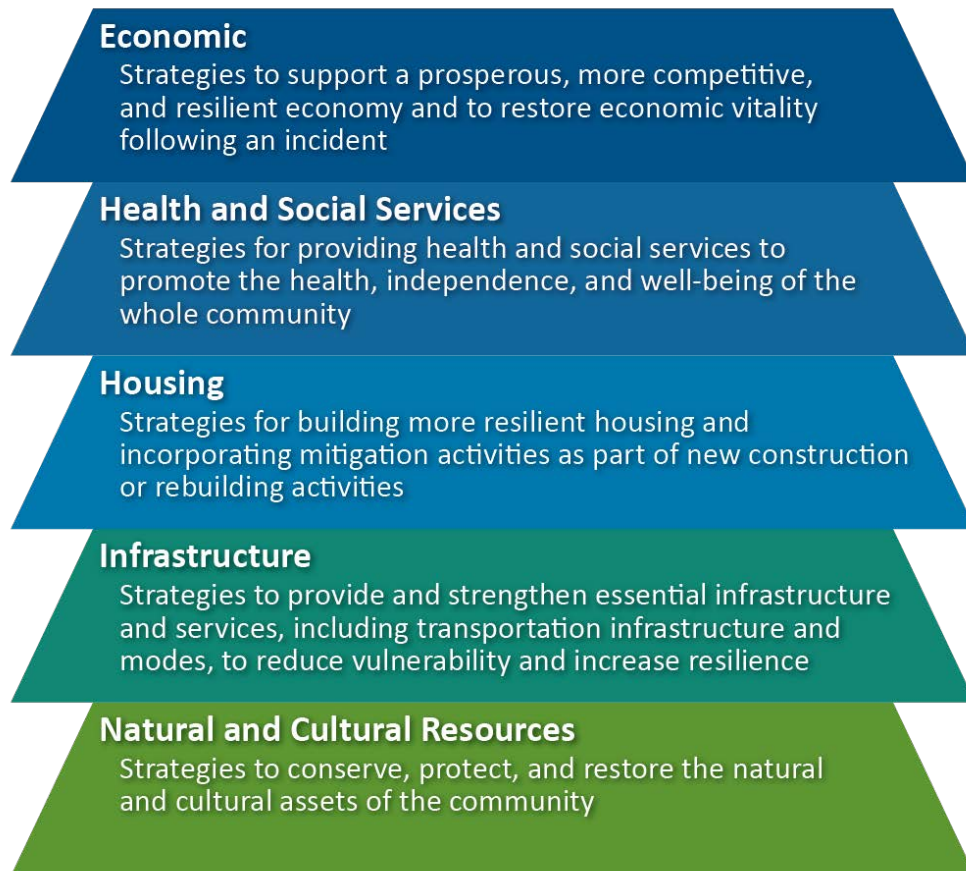 Economic
Strategies to support a prosperous, more competitive,
and resilient economy and to restore economic vitality
following an incident
Health and Social Services
Strategies for providing health and social services to
promote the health, independence, and well-being of the
whole community
Housing
Strategies for building more resilient housing and
incorporating mitigation activities as part of new construction
or rebuilding activities
Infrastructure
Strategies to provide and strengthen essential infrastructure
and services, including transportation infrastructure and
modes, to reduce vulnerability and increase resilience
Natural and Cultural Resources
Strategies to conserve, protect, and restore the natural
and cultural assets of the community